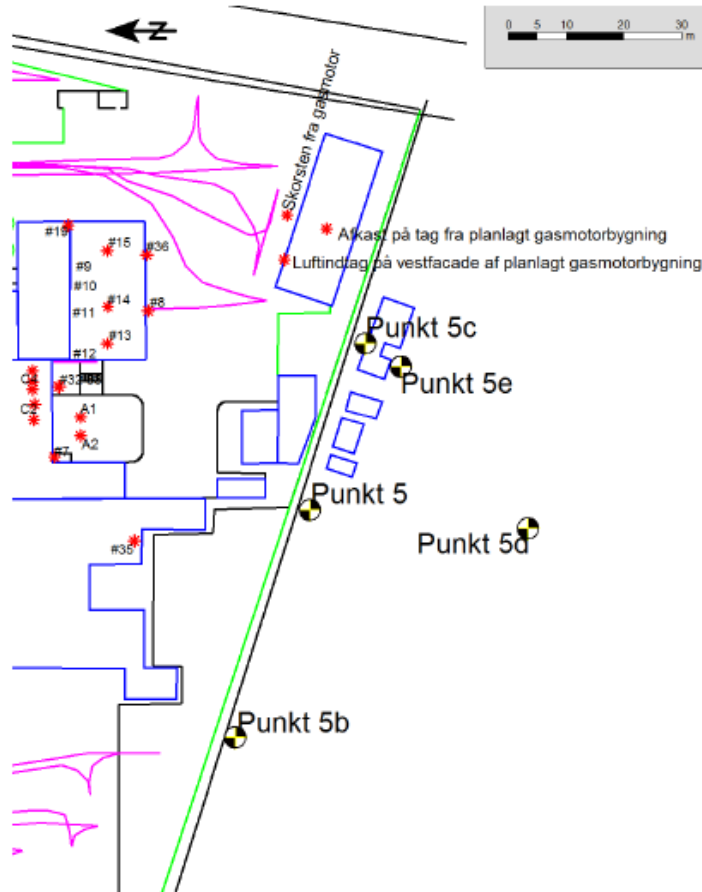 0 5 10 20 30
m
N
Skorsten fra gasmotor
#19
#15
#36
Afkast på tag fra planlagt gasmotorbygning
#9
Luftindtag på vestfacade af planlagt gasmotorbygning
#10
#14
#8
#11
#13
Punkt 5c
#12
#32
Punkt 5e
C2
A1
A2
#7
Punkt 5
Punkt 5d
#35
Punkt 5b